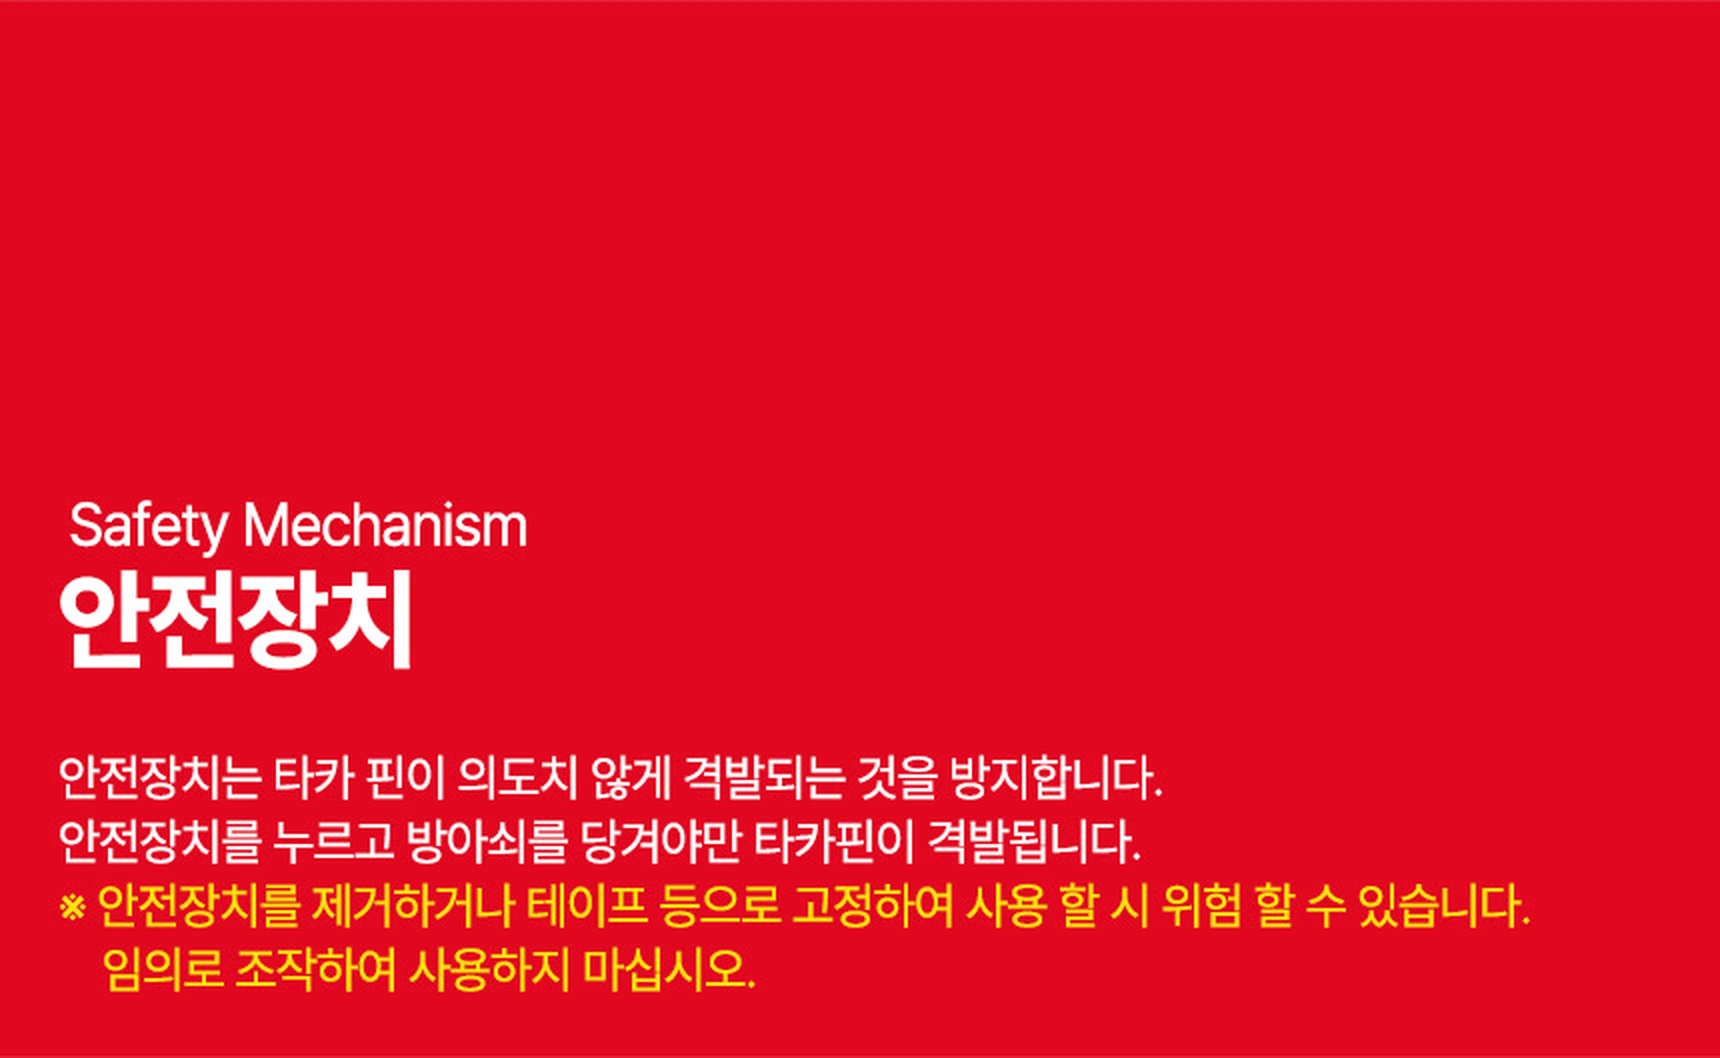 Safety Mechanism
안전장치
안전장치는 타카 핀이 의도치 않게 격발되는 것을 방지합니다.
안전장치를 누르고 방아쇠를 당겨야만 타카핀이 격발됩니다.
※ 안전장치를 제거하거나 테이프 등으로 고정하여 사용 할 시 위험 할 수 있습니다.
임의로 조작하여 사용하지 마십시오.